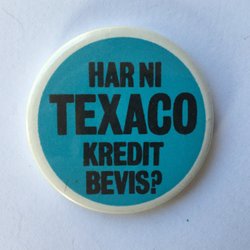 HAR NI
TEXACO
KREDIT
BEVIS?